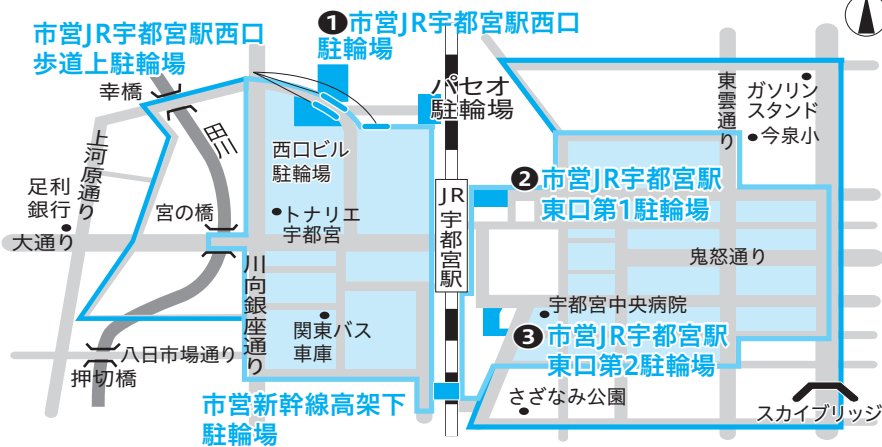 市営JR宇都宮駅西口
歩道上駐輪場
❶市営JR宇都宮駅西口
駐輪場
パセオ
駐輪場
幸橋
田川
上河原通り
足利
銀行
大通り
宮の橋
西口ビル
駐輪場
トナリエ
宇都宮
川向銀座通り
関東バス
車庫
八日市場通り
押切橋
市営新幹線高架下
駐輪場
JR宇都宮駅
東雲通り
ガソリン
スタンド
今泉小
❷市営JR宇都宮駅
東口第1駐輪場
鬼怒通り
宇都宮中央病院
❸市営JR宇都宮駅
東口第2駐輪場
さざなみ公園
スカイブリッジ